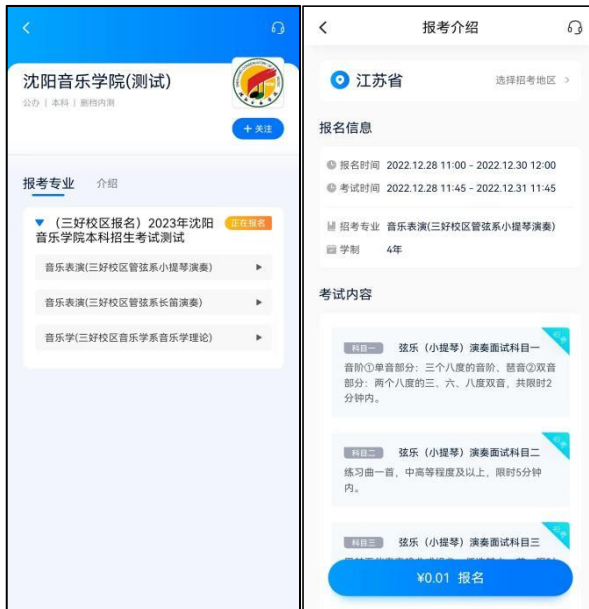 沈阳音乐学院(测试)
公办 | 本科 | 删档内测
+ 关注
报考专业 介绍
（三好校区报名）2023年沈阳
音乐学院本科招生考试测试
正在报名
音乐表演(三好校区管弦系小提琴演奏)
音乐表演(三好校区管弦系长笛演奏)
音乐学(三好校区音乐学系音乐学理论)
报考介绍
江苏省
选择招考地区
报名信息
报名时间 2022.12.28 11:00 - 2022.12.30 12:00
考试时间 2022.12.28 11:45 - 2022.12.31 11:45
招考专业 音乐表演(三好校区管弦系小提琴演奏)
学制 4年
考试内容
科目一 弦乐（小提琴）演奏面试科目一
音阶①单音部分：三个八度的音阶、琶音②双音
部分：两个八度的三、六、八度双音，共限时2
分钟内。
科目二 弦乐（小提琴）演奏面试科目二
练习曲一首，中高等程度及以上，限时5分钟
内。
科目三 弦乐（小提琴）演奏面试科目三
¥0.01 报名